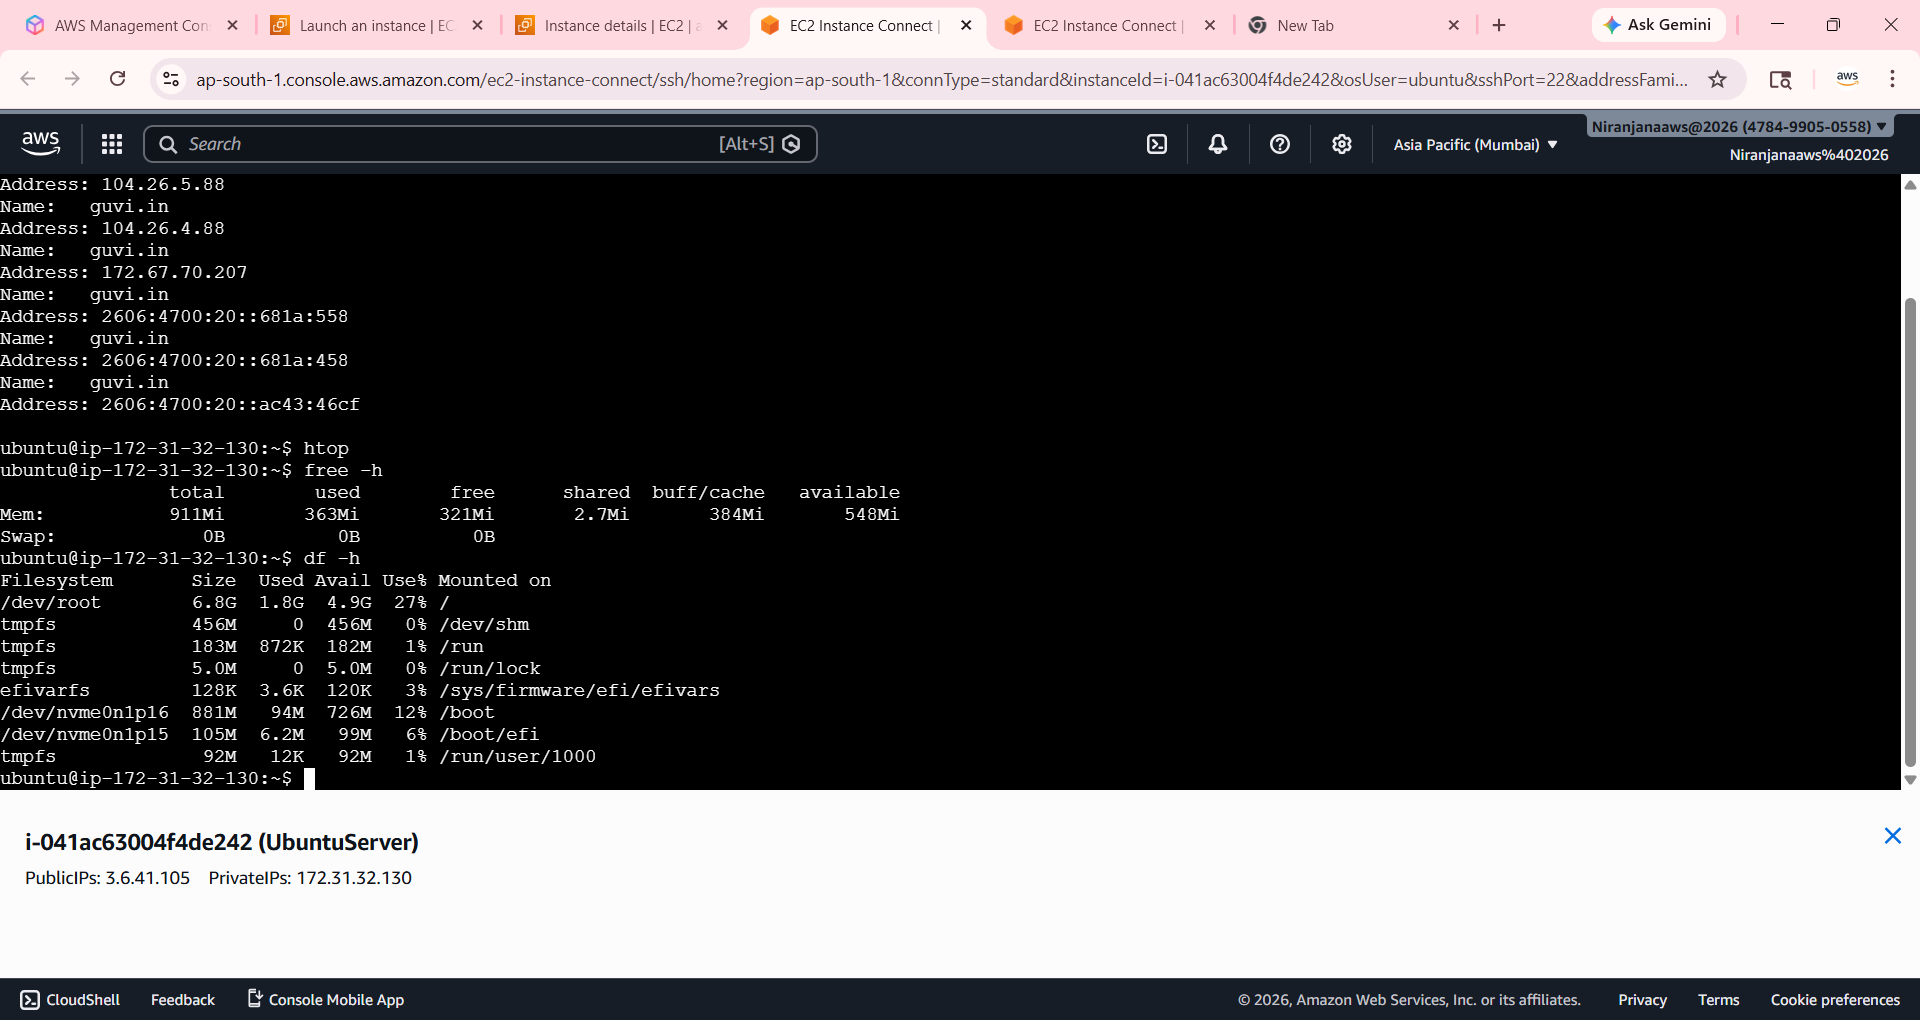 AWS Management Con
Launch an instance | EC
Instance details | EC2 | a
EC2 Instance Connect |
EC2 Instance Connect |
New Tab
Ask Gemini
ap-south-1.console.aws.amazon.com/ec2-instance-connect/ssh/home?region=ap-south-1&connType=standard&instanceId=i-041ac63004f4de242&osUser=ubuntu&sshPort=22&addressFami...
aws
aws
Search [Alt+S]
Asia Pacific (Mumbai)
Niranjanaaws@2026 (4784-9905-0558)
Niranjanaaws%402026
Address: 104.26.5.88
Name:   guvi.in
Address: 104.26.4.88
Name:   guvi.in
Address: 172.67.70.207
Name:   guvi.in
Address: 2606:4700:20::681a:558
Name:   guvi.in
Address: 2606:4700:20::681a:458
Name:   guvi.in
Address: 2606:4700:20::ac43:46cf
ubuntu@ip-172-31-32-130:~$ htop
ubuntu@ip-172-31-32-130:~$ free -h
               total        used        free      shared  buff/cache   available
Mem:           911Mi       363Mi       321Mi       2.7Mi       384Mi       548Mi
Swap:             0B          0B          0B
ubuntu@ip-172-31-32-130:~$ df -h
Filesystem       Size  Used Avail Use% Mounted on
/dev/root        6.8G  1.8G  4.9G  27% /
tmpfs            456M     0  456M   0% /dev/shm
tmpfs            183M  872K  182M   1% /run
tmpfs            5.0M     0  5.0M   0% /run/lock
efivarfs         128K  3.6K  120K   3% /sys/firmware/efi/efivars
/dev/nvme0n1p16  881M   94M  726M  12% /boot
/dev/nvme0n1p15  105M  6.2M   99M   6% /boot/efi
tmpfs             92M   12K   92M   1% /run/user/1000
ubuntu@ip-172-31-32-130:~$
i-041ac63004f4de242 (UbuntuServer)
PublicIPs: 3.6.41.105 PrivateIPs: 172.31.32.130
CloudShell Feedback Console Mobile App © 2026, Amazon Web Services, Inc. or its affiliates. Privacy Terms Cookie preferences